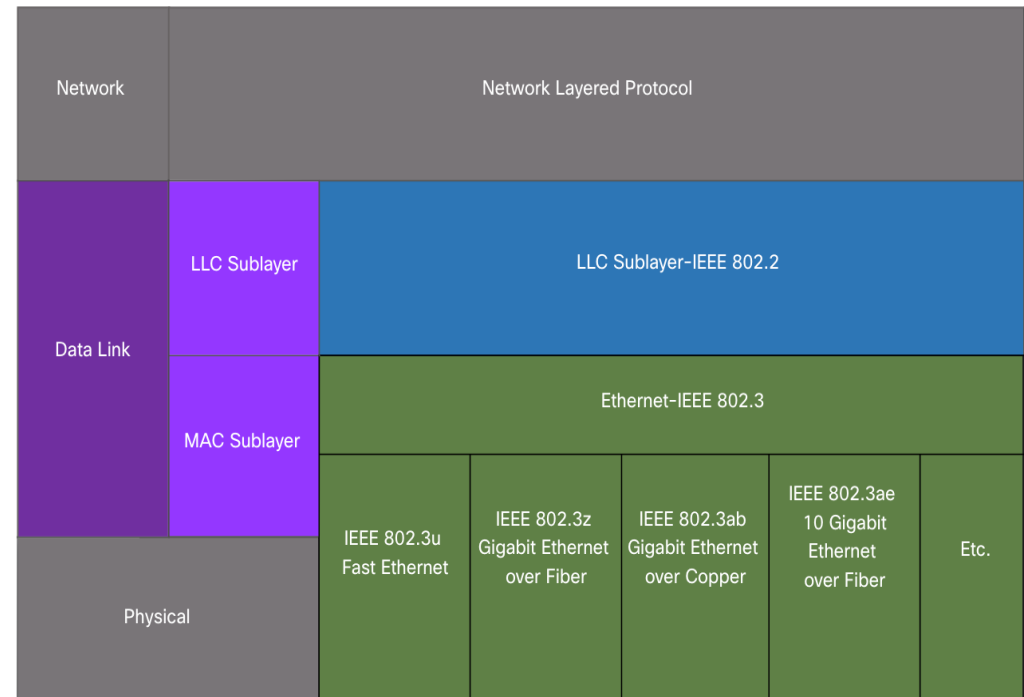 Network
Network Layered Protocol
LLC Sublayer
LLC Sublayer-IEEE 802.2
Data Link
MAC Sublayer
Ethernet-IEEE 802.3
IEEE 802.3u
Fast Ethernet
IEEE 802.3z
Gigabit Ethernet
over Fiber
IEEE 802.3ab
Gigabit Ethernet
over Copper
IEEE 802.3ae
10 Gigabit
Ethernet
over Fiber
Etc.
Physical